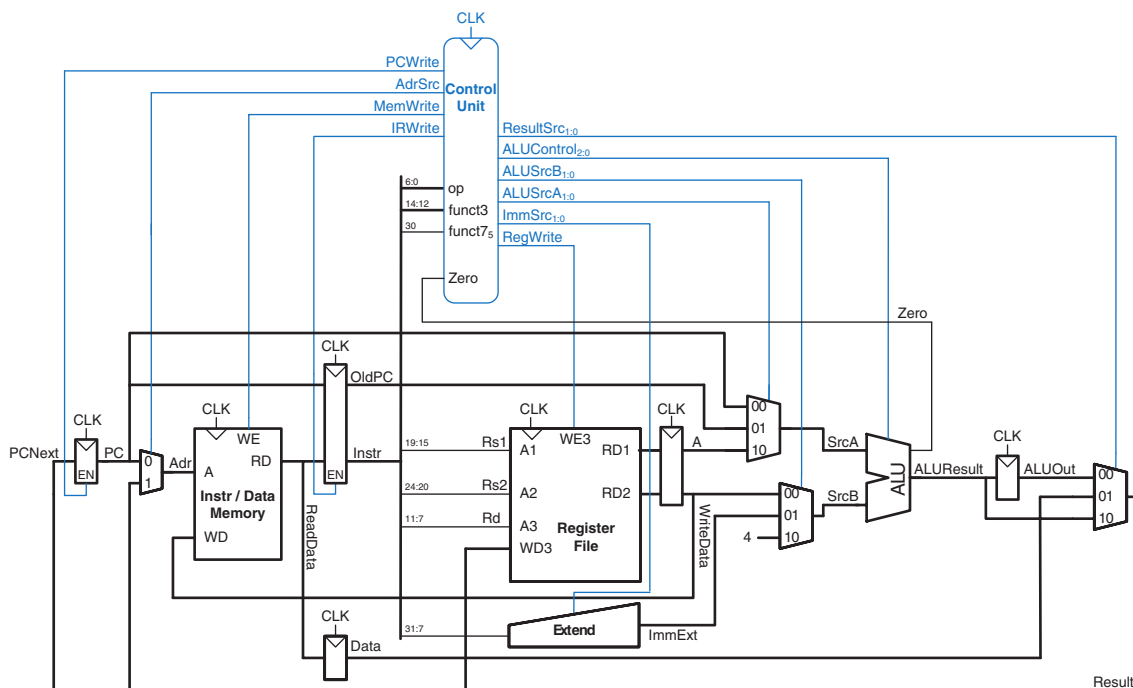 CLK
PCWrite
AdrSrc
MemWrite
IRWrite
Control
Unit
ResultSrc1:0
ALUControl2:0
ALUSrcB1:0
ALUSrcA1:0
ImmSrc1:0
RegWrite
6:0
op
14:12
funct3
30
funct75
Zero
Zero
CLK
OldPC
CLK
CLK
CLK
CLK
PCNext
PC
EN
0
1
Adr
WE
A
RD
Instr / Data
Memory
WD
EN
Instr
ReadData
19:15
Rs1
A1
WE3
RD1
24:20
Rs2
A2
RD2
11:7
Rd
A3
WD3
Register
File
A
WriteData
00
01
10
SrcA
00
01
10
4
SrcB
ALU
ALUResult
CLK
ALUOut
00
01
10
31:7
Extend
ImmExt
CLK
Data
Result